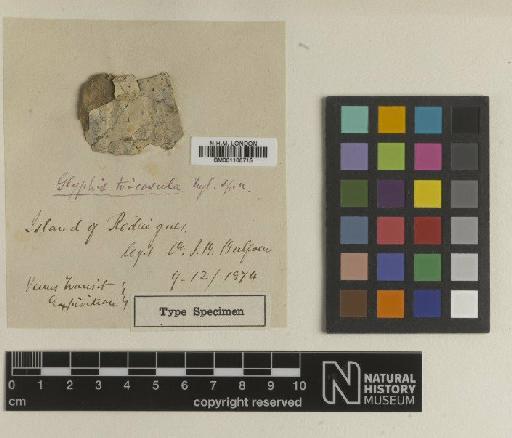 N.H.M. LONDON
Glyphis tricosula Nyl. sp. n.
Island of Rodriguez.
leg't Dr. I. B. Balfour
Venus Transit
Expedition
9. 12 / 1874
Type Specimen
0 1 2 3 4 5 6 7 8 9 10
cm
copyright reserved
N
NATURAL
HISTORY
MUSEUM